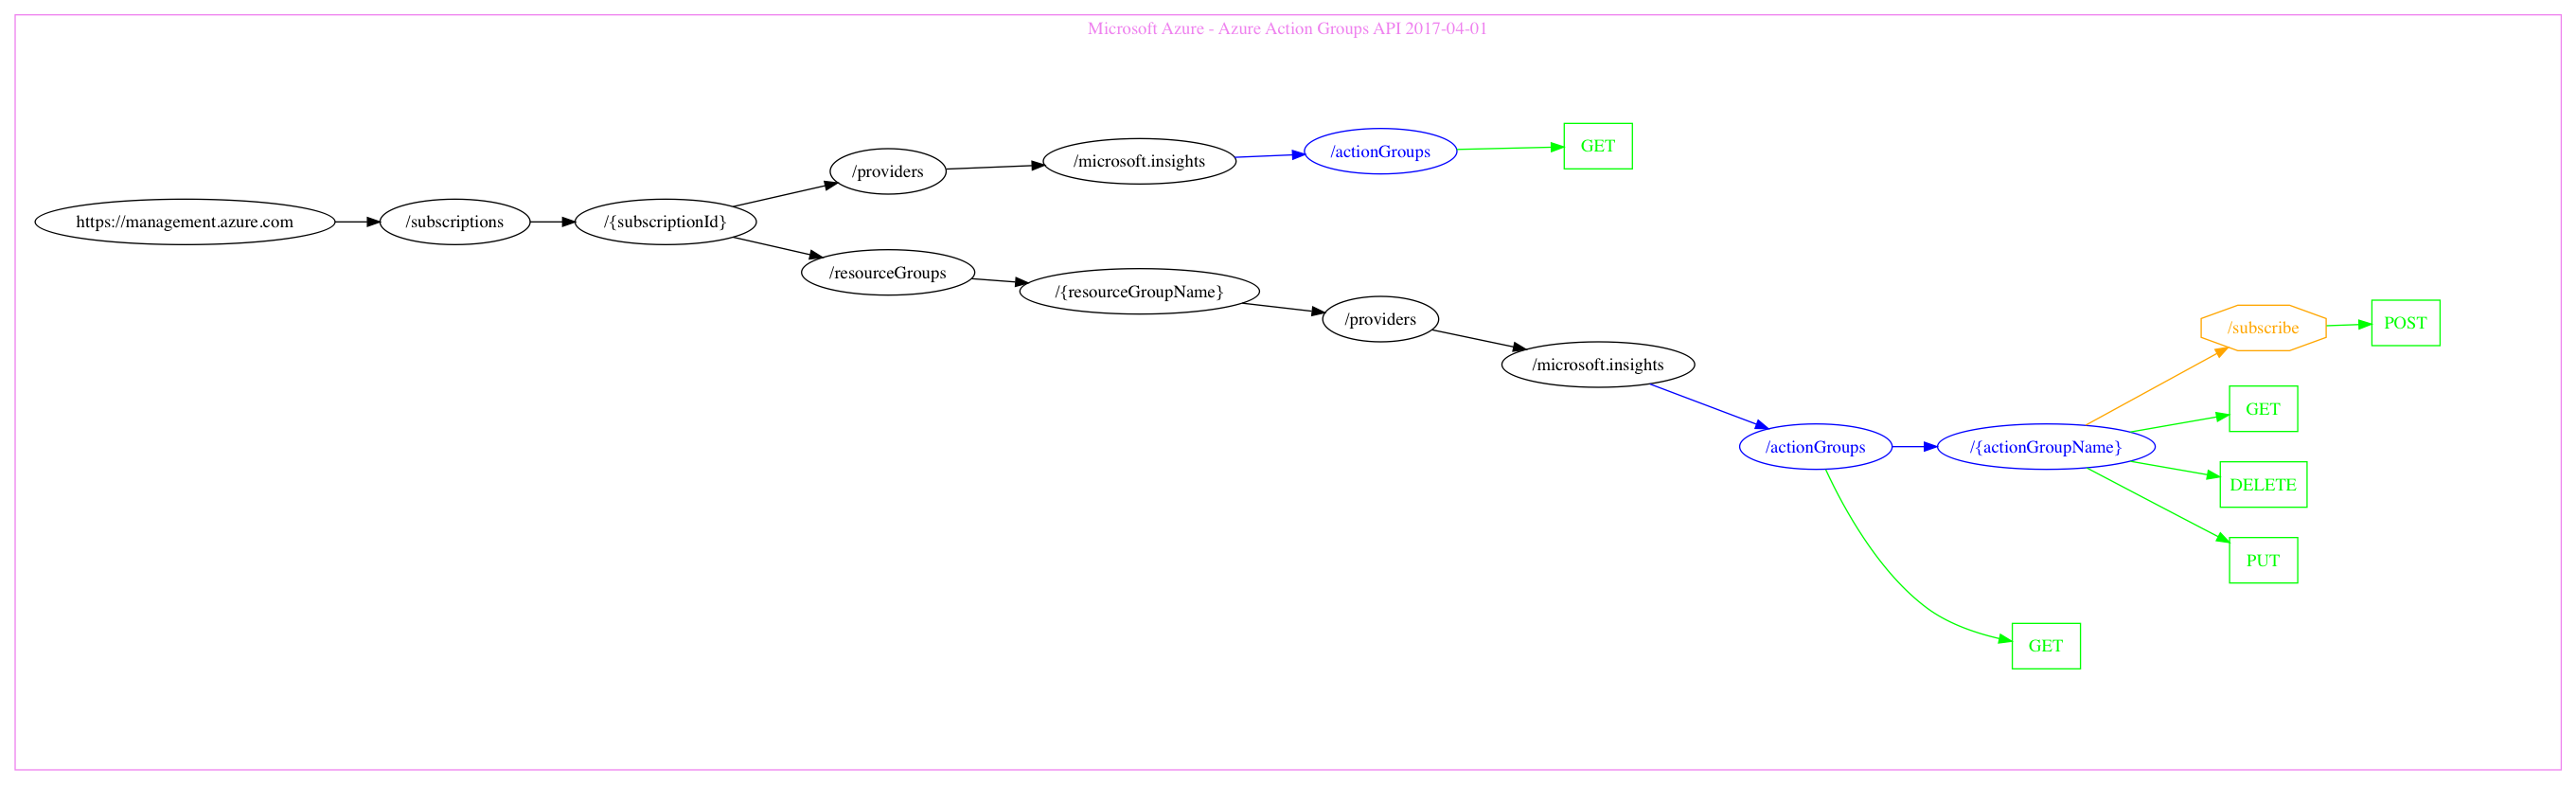 Microsoft Azure - Azure Action Groups API 2017-04-01
https://management.azure.com
/subscriptions
/{subscriptionId}
/providers
/microsoft.insights
/actionGroups
GET
/resourceGroups
/{resourceGroupName}
/providers
/microsoft.insights
/actionGroups
/{actionGroupName}
/subscribe
POST
GET
DELETE
PUT
GET